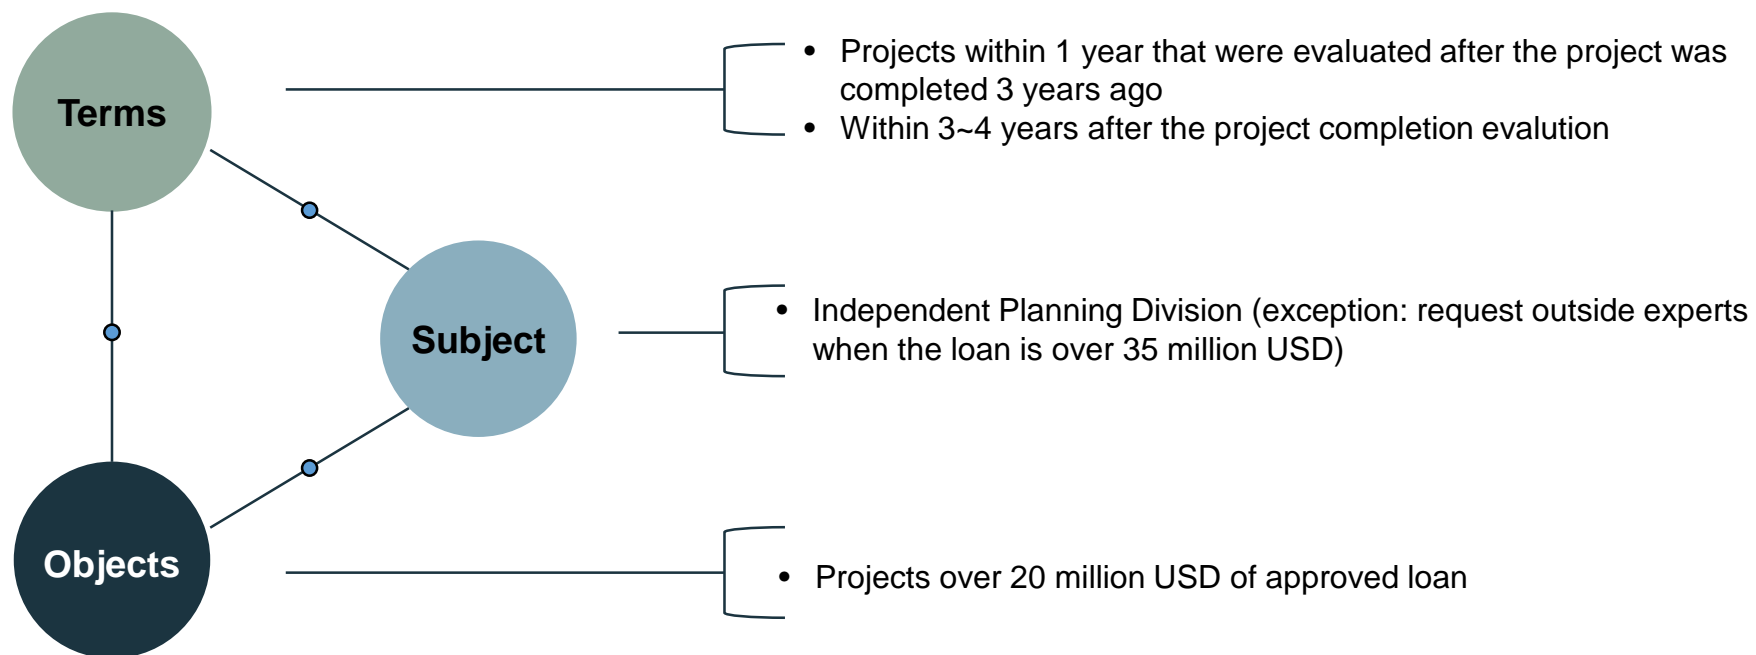 Terms
• Projects within 1 year that were evaluated after the project was
completed 3 years ago
• Within 3~4 years after the project completion evalution
Subject
• Independent Planning Division (exception: request outside experts
when the loan is over 35 million USD)
Objects
• Projects over 20 million USD of approved loan